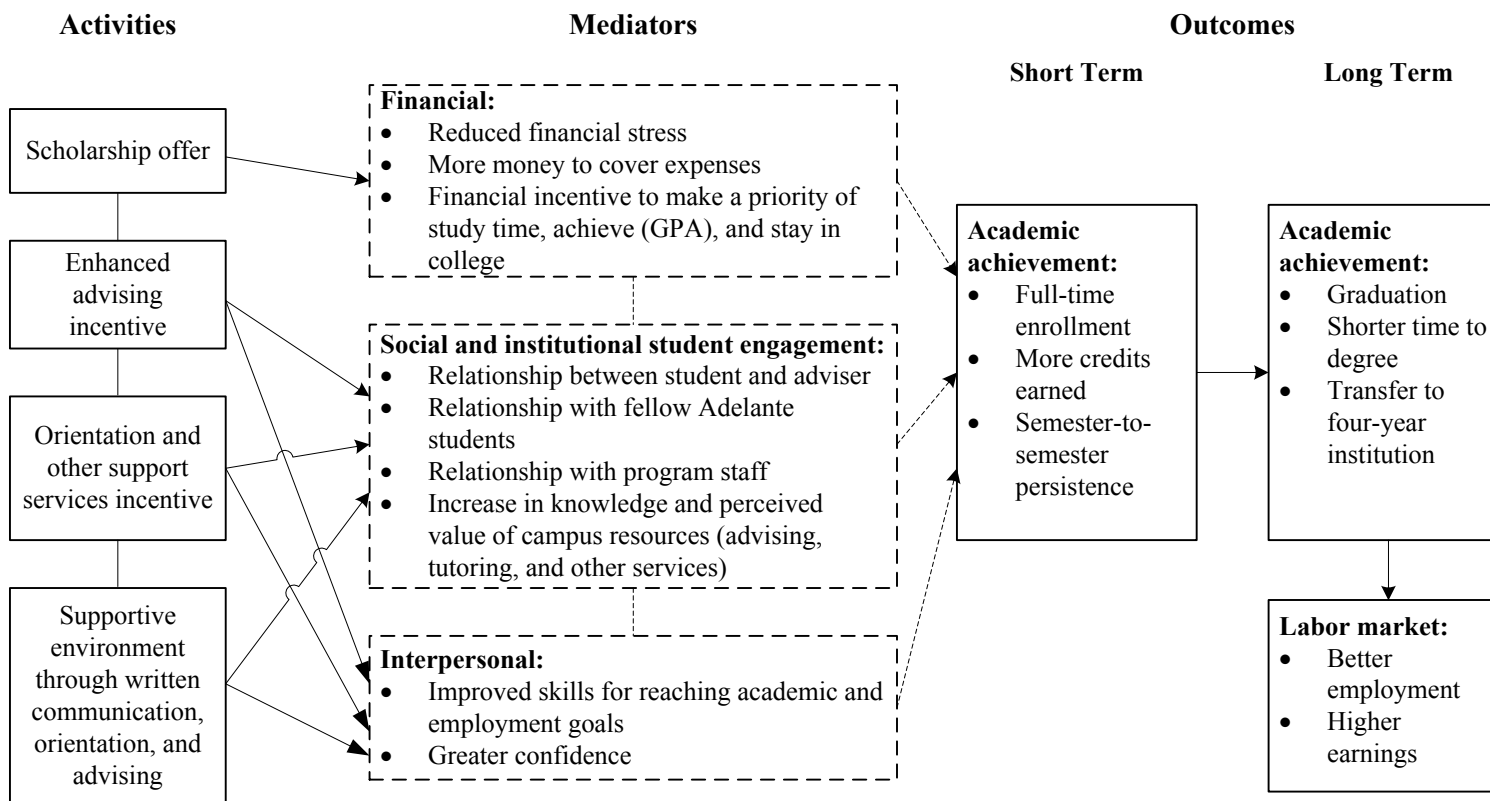 Activities
Mediators
Outcomes
Short Term
Long Term
Scholarship offer
Enhanced
advising
incentive
Orientation and
other support
services incentive
Supportive
environment
through written
communication,
orientation, and
advising
Financial:
• Reduced financial stress
• More money to cover expenses
• Financial incentive to make a priority of
study time, achieve (GPA), and stay in
college
Social and institutional student engagement:
• Relationship between student and adviser
• Relationship with fellow Adelante
students
• Relationship with program staff
• Increase in knowledge and perceived
value of campus resources (advising,
tutoring, and other services)
Interpersonal:
• Improved skills for reaching academic and
employment goals
• Greater confidence
Academic
achievement:
• Full-time
enrollment
• More credits
earned
• Semester-to-
semester
persistence
Academic
achievement:
• Graduation
• Shorter time to
degree
• Transfer to
four-year
institution
Labor market:
• Better
employment
• Higher
earnings